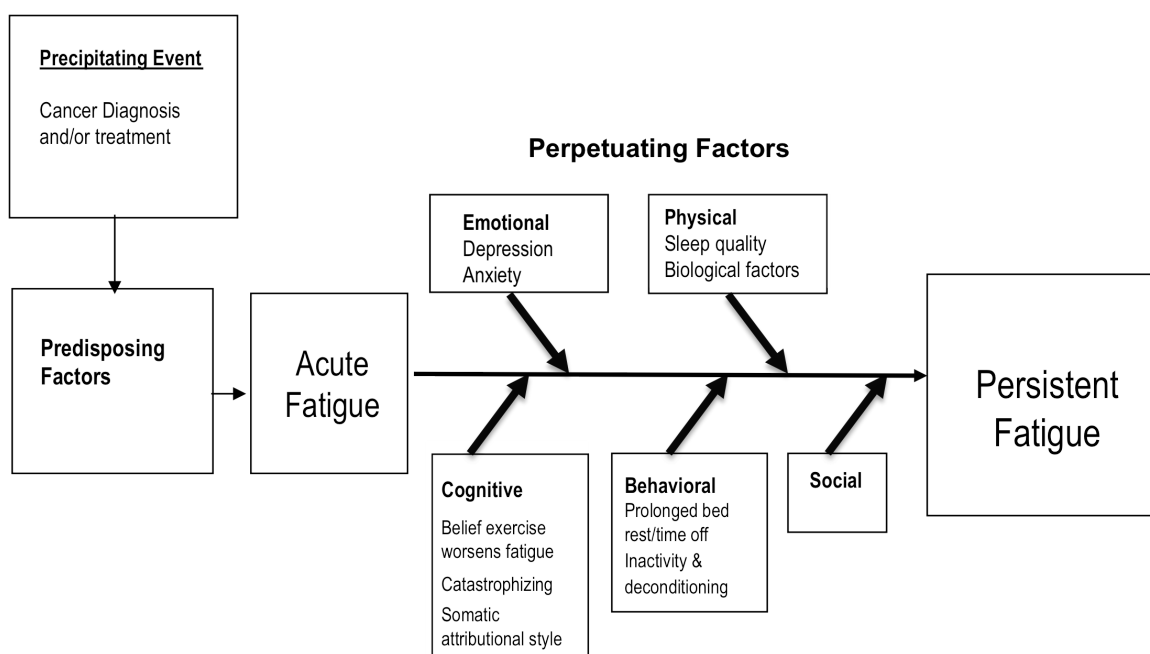 Precipitating Event
Cancer Diagnosis
and/or treatment
Predisposing
Factors
Acute
Fatigue
Perpetuating Factors
Emotional
Depression
Anxiety
Physical
Sleep quality
Biological factors
Cognitive
Belief exercise
worsens fatigue
Catastrophizing
Somatic
attributional style
Behavioral
Prolonged bed
rest/time off
Inactivity &
deconditioning
Social
Persistent
Fatigue